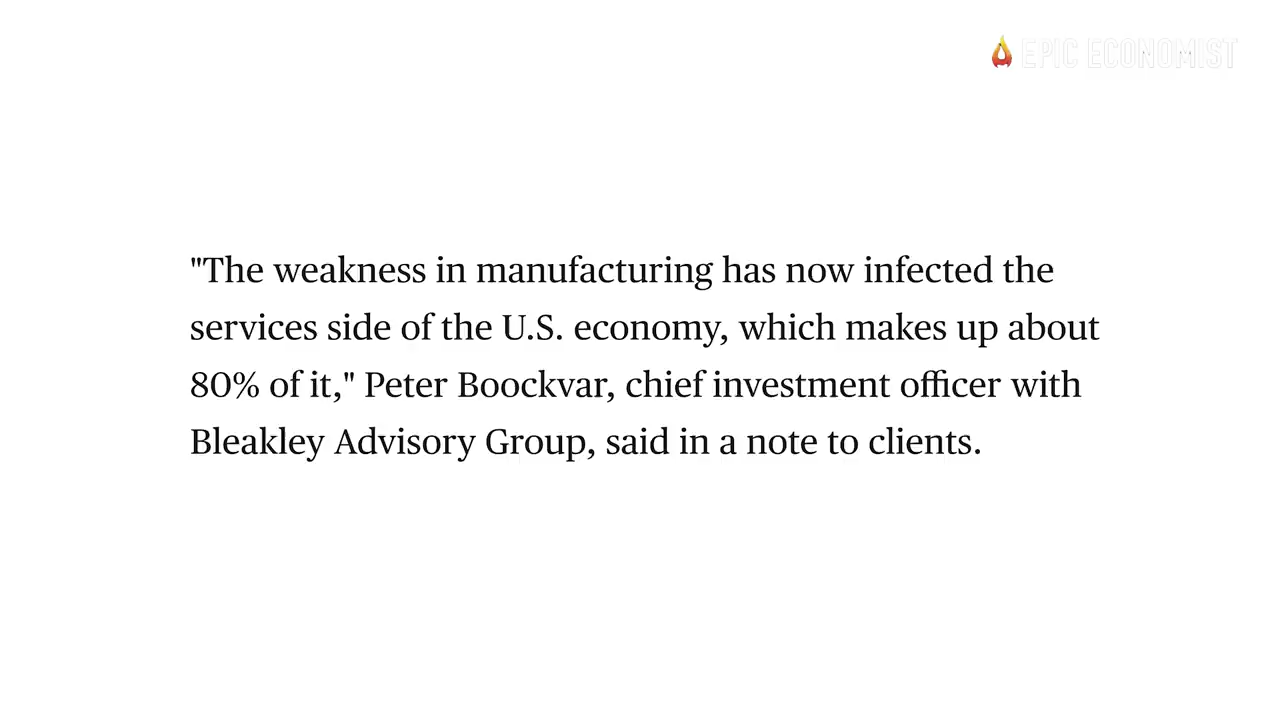 EPIC ECONOMIST
"The weakness in manufacturing has now infected the
services side of the U.S. economy, which makes up about
80% of it," Peter Boockvar, chief investment officer with
Bleakley Advisory Group, said in a note to clients.